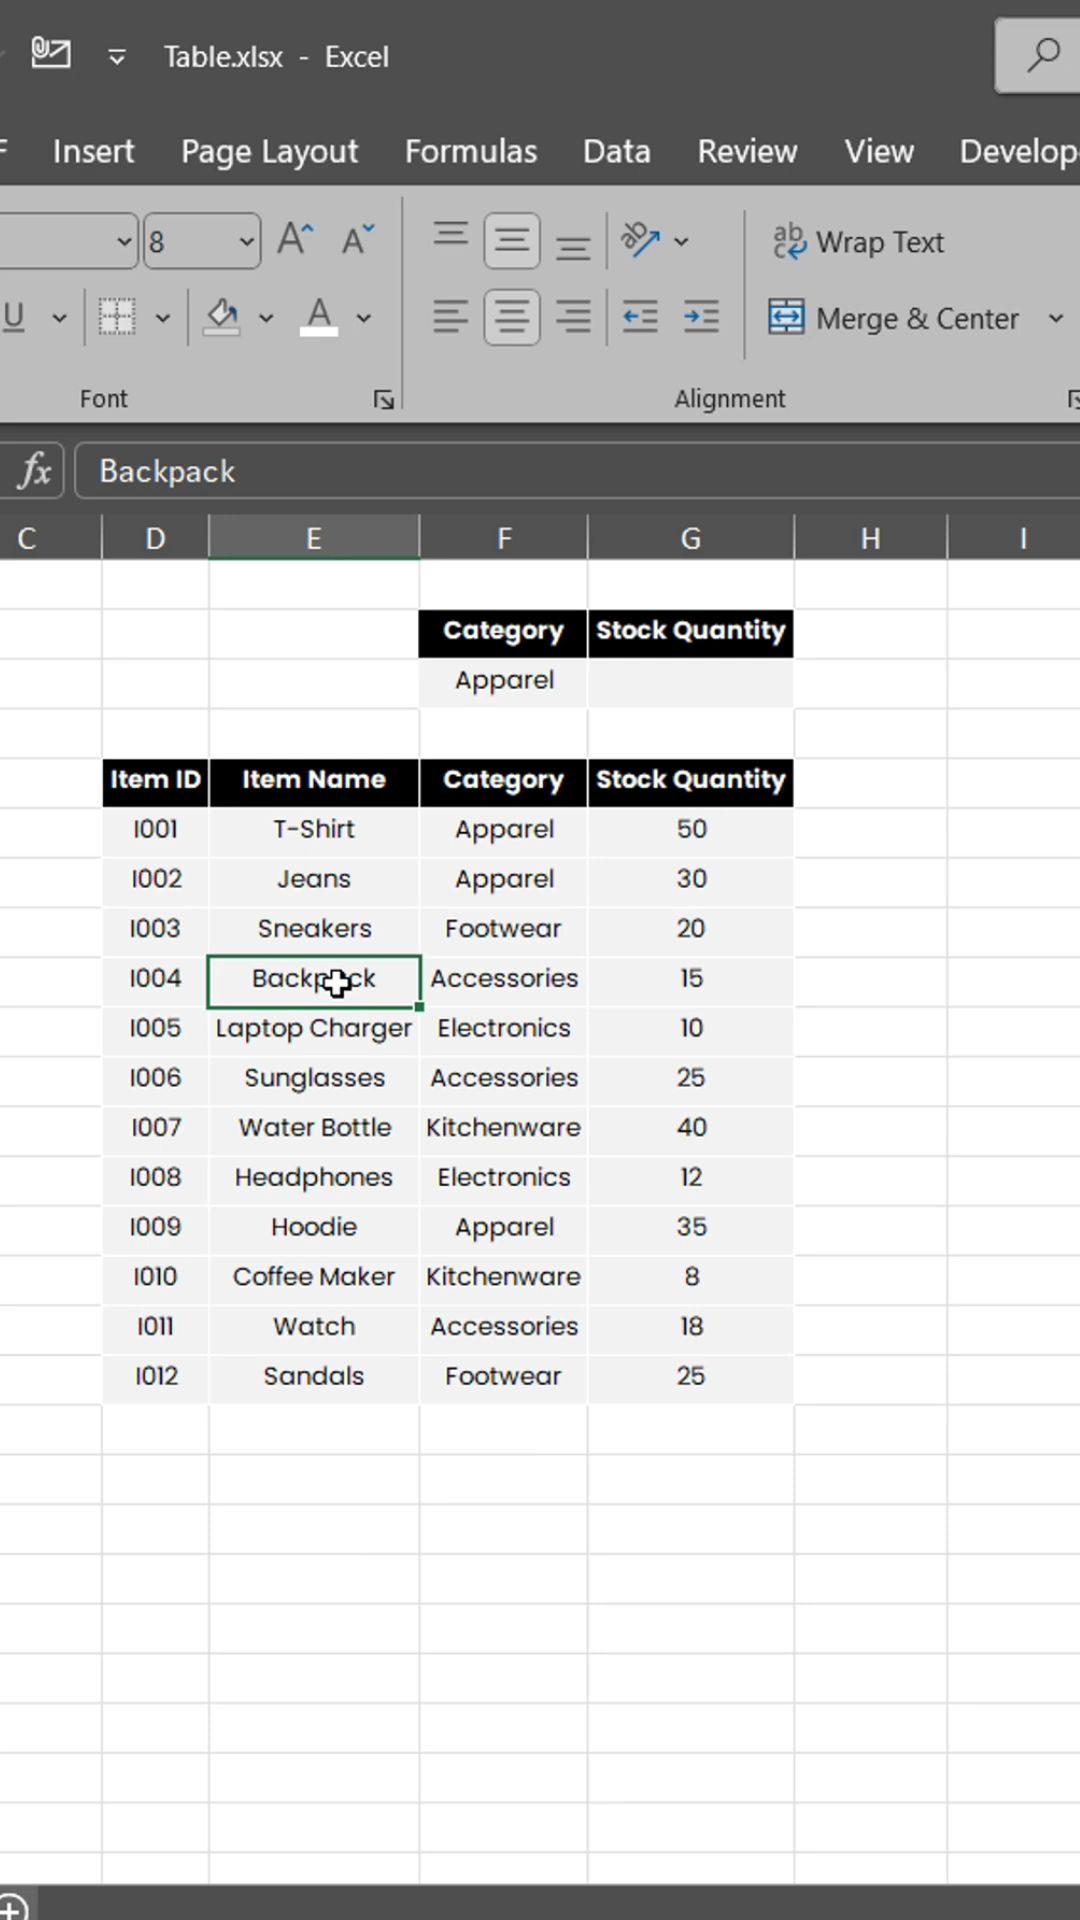 Table.xlsx - Excel
Insert Page Layout Formulas Data Review View Develop
8 A A ab Wrap Text
U A Merge & Center
Font Alignment
fx Backpack
C D E F G H I
Category Stock Quantity
Apparel
Item ID Item Name Category Stock Quantity
I001 T-Shirt Apparel 50
I002 Jeans Apparel 30
I003 Sneakers Footwear 20
I004 Backpack Accessories 15
I005 Laptop Charger Electronics 10
I006 Sunglasses Accessories 25
I007 Water Bottle Kitchenware 40
I008 Headphones Electronics 12
I009 Hoodie Apparel 35
I010 Coffee Maker Kitchenware 8
I011 Watch Accessories 18
I012 Sandals Footwear 25